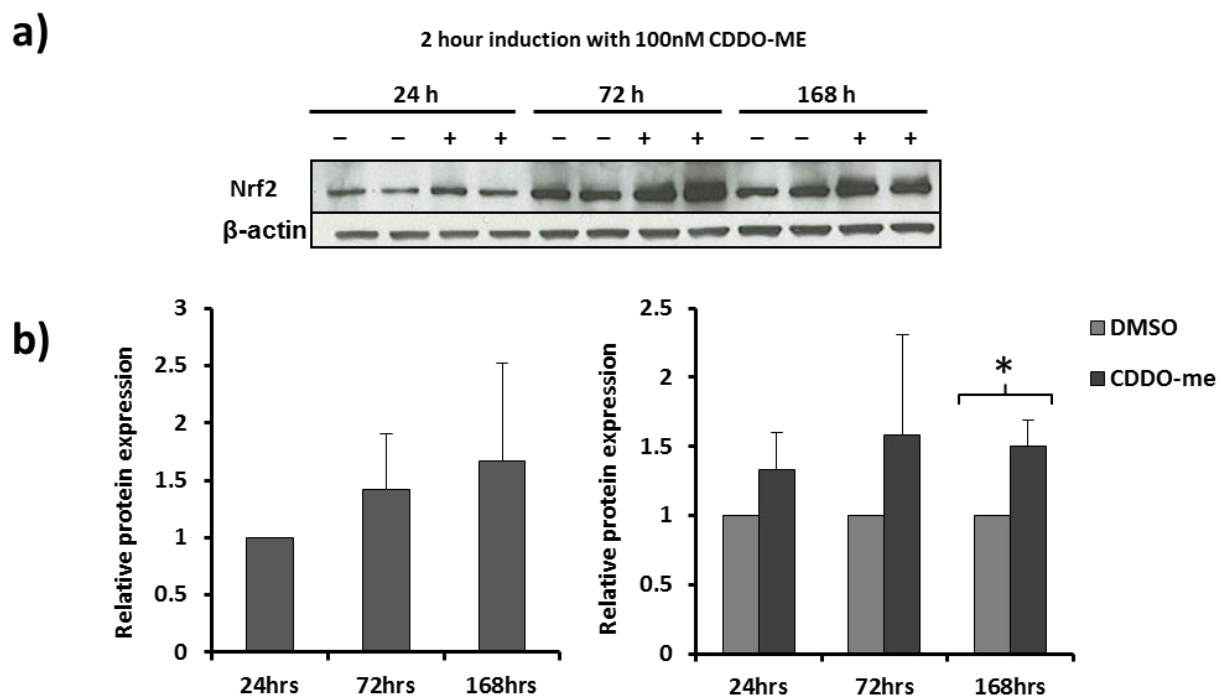 a)
2 hour induction with 100nM CDDO-ME
24 h 72 h 168 h
– – + + – – + + – – + +
Nrf2
β-actin
b)
Relative protein expression
3
2.5
2
1.5
1
0.5
0
24hrs 72hrs 168hrs
Relative protein expression
2.5
2
1.5
1
0.5
0
24hrs 72hrs 168hrs
*
DMSO
CDDO-me